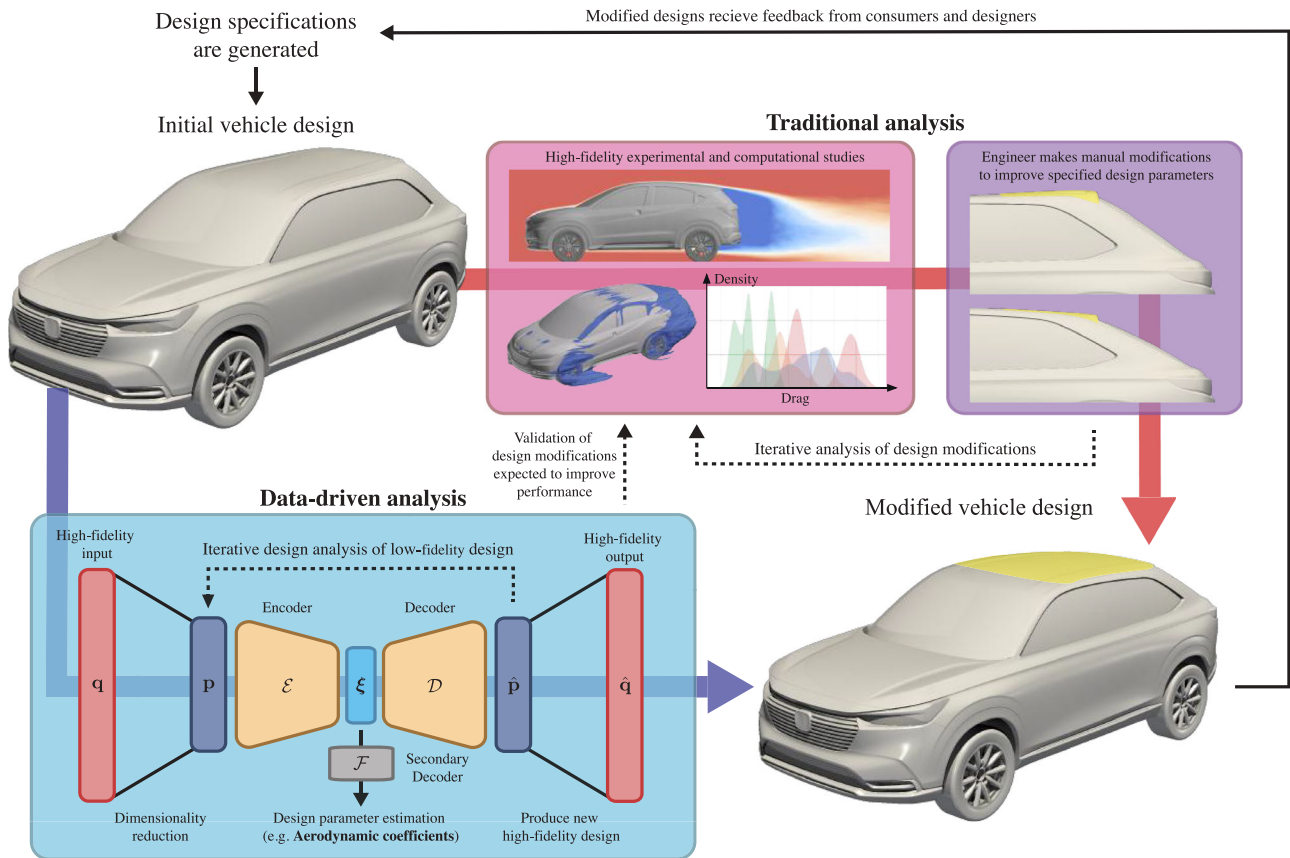 Modified designs recieve feedback from consumers and designers
Design specifications
are generated
Initial vehicle design
Traditional analysis
High-fidelity experimental and computational studies
Density
Drag
Engineer makes manual modifications
to improve specified design parameters
Validation of
design modifications
expected to improve
performance
Iterative analysis of design modifications
Data-driven analysis
Modified vehicle design
High-fidelity
input
Iterative design analysis of low-fidelity design
High-fidelity
output
Encoder
Decoder
q
p
ℰ
ξ
𝒟
p̂
q̂
ℱ
Secondary
Decoder
Dimensionality
reduction
Design parameter estimation
(e.g. Aerodynamic coefficients)
Produce new
high-fidelity design